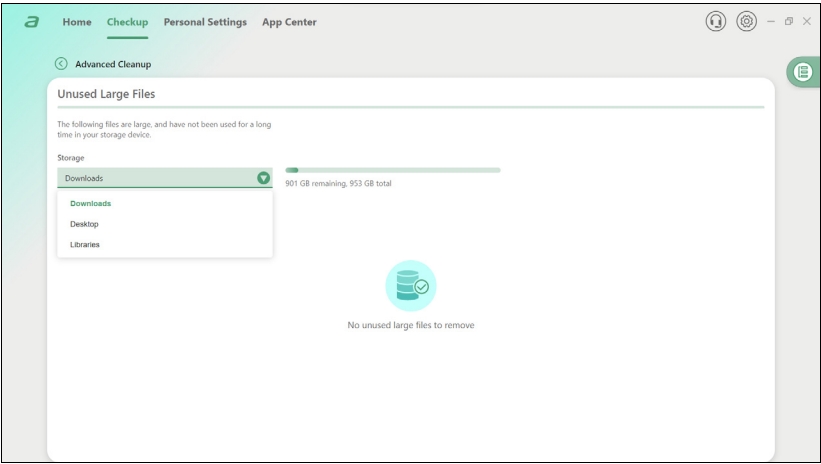 a
Home Checkup Personal Settings App Center
Advanced Cleanup
Unused Large Files
The following files are large, and have not been used for a long
time in your storage device.
Storage
Downloads
901 GB remaining, 953 GB total
Downloads
Desktop
Libraries
No unused large files to remove